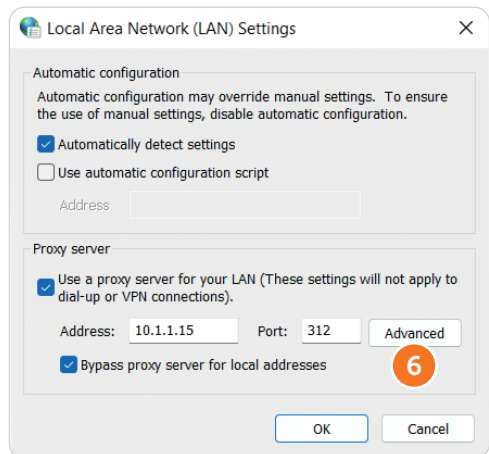 Local Area Network (LAN) Settings
Automatic configuration
Automatic configuration may override manual settings. To ensure
the use of manual settings, disable automatic configuration.
Automatically detect settings
Use automatic configuration script
Address
Proxy server
Use a proxy server for your LAN (These settings will not apply to
dial-up or VPN connections).
Address: 10.1.1.15 Port: 312 Advanced
Bypass proxy server for local addresses
6
OK Cancel